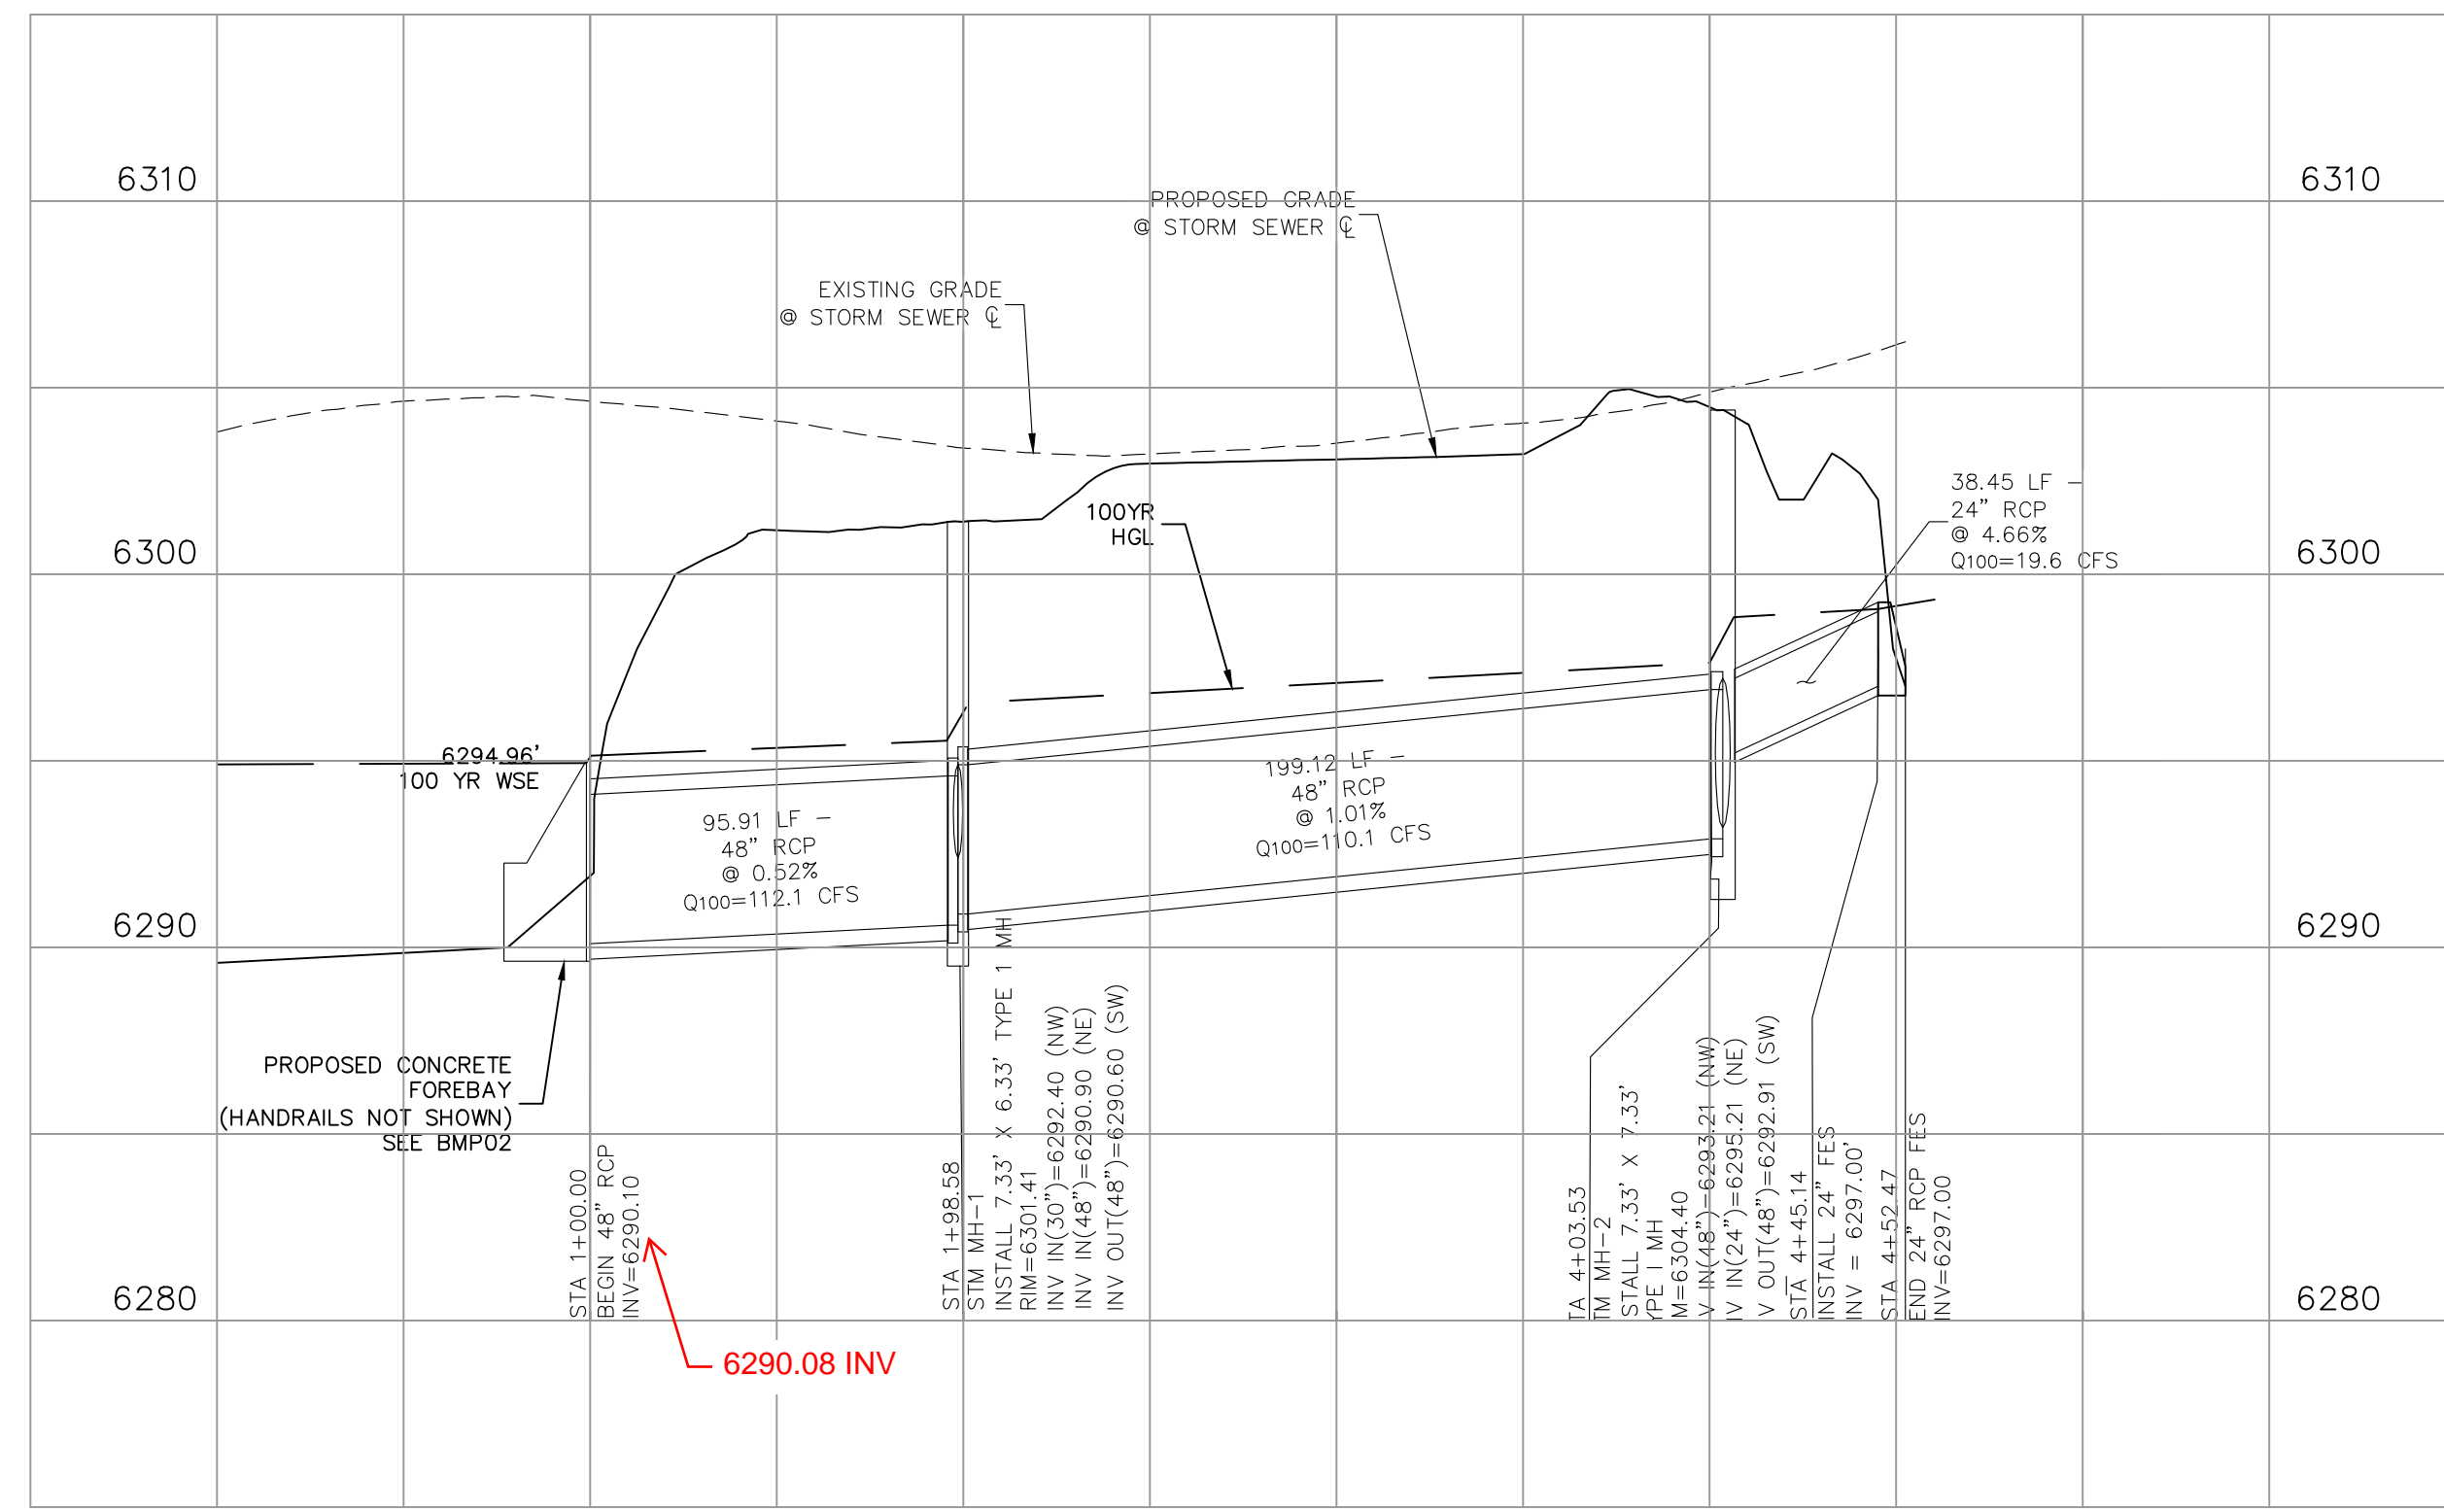 6310
6310
PROPOSED GRADE
@ STORM SEWER ℄
EXISTING GRADE
@ STORM SEWER ℄
38.45 LF –
24" RCP
@ 4.66%
Q100=19.6 CFS
100YR
HGL
6300
6300
6294.96'
100 YR WSE
199.12 LF –
48" RCP
@ 1.01%
Q100=110.1 CFS
95.91 LF –
48" RCP
@ 0.52%
Q100=112.1 CFS
6290
6290
PROPOSED CONCRETE
FOREBAY
(HANDRAILS NOT SHOWN)
SEE BMP02
STA 1+00.00
BEGIN 48" RCP
INV=6290.10
STA 1+98.58
STM MH-1
INSTALL 7.33' X 6.33' TYPE 1 MH
RIM=6301.41
INV IN(30")=6292.40 (NW)
INV IN(48")=6290.90 (NE)
INV OUT(48")=6290.60 (SW)
TA 4+03.53
TM MH-2
STALL 7.33' X 7.33'
YPE I MH
M=6304.40
V IN(48")=6293.21 (NW)
IV IN(24")=6295.21 (NE)
V OUT(48")=6292.91 (SW)
STA 4+45.14
INSTALL 24" FES
INV = 6297.00'
STA 4+52.47
END 24" RCP FES
INV=6297.00
6280
6280
6290.08 INV